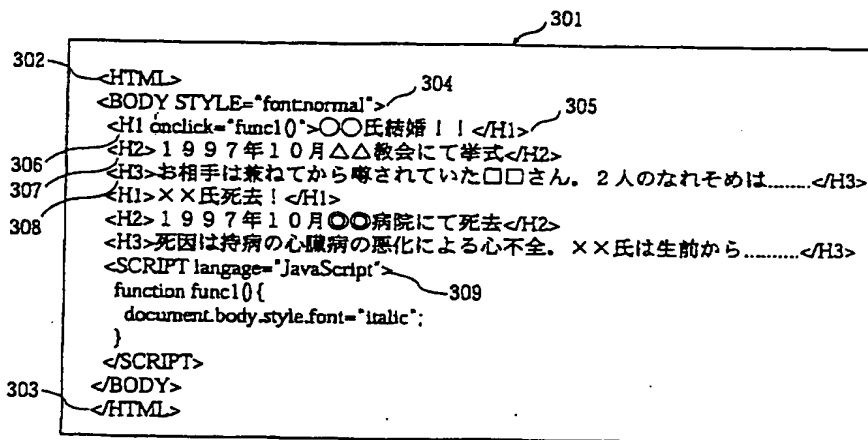 301
302 <HTML>
<BODY STYLE="font:normal"> 304
<H1 onclick="func1()">○○氏結婚！！</H1> 305
306 <H2>１９９７年１０月△△教会にて挙式</H2>
307 <H3>お相手は兼ねてから噂されていた□□さん。２人のなれそめは........</H3>
308 <H1>××氏死去！</H1>
<H2>１９９７年１０月◎◎病院にて死去</H2>
<H3>死因は持病の心臓病の悪化による心不全。××氏は生前から..........</H3>
<SCRIPT langage="JavaScript"> 309
function func1(){
document.body.style.font="italic";
}
</SCRIPT>
</BODY>
303 </HTML>